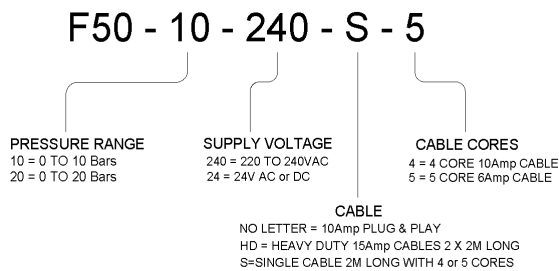 F50 - 10 - 240 - S - 5
PRESSURE RANGE
10 = 0 TO 10 Bars
20 = 0 TO 20 Bars
SUPPLY VOLTAGE
240 = 220 TO 240VAC
24 = 24V AC or DC
CABLE CORES
4 = 4 CORE 10Amp CABLE
5 = 5 CORE 6Amp CABLE
CABLE
NO LETTER = 10Amp PLUG & PLAY
HD = HEAVY DUTY 15Amp CABLES 2 X 2M LONG
S=SINGLE CABLE 2M LONG WITH 4 or 5 CORES